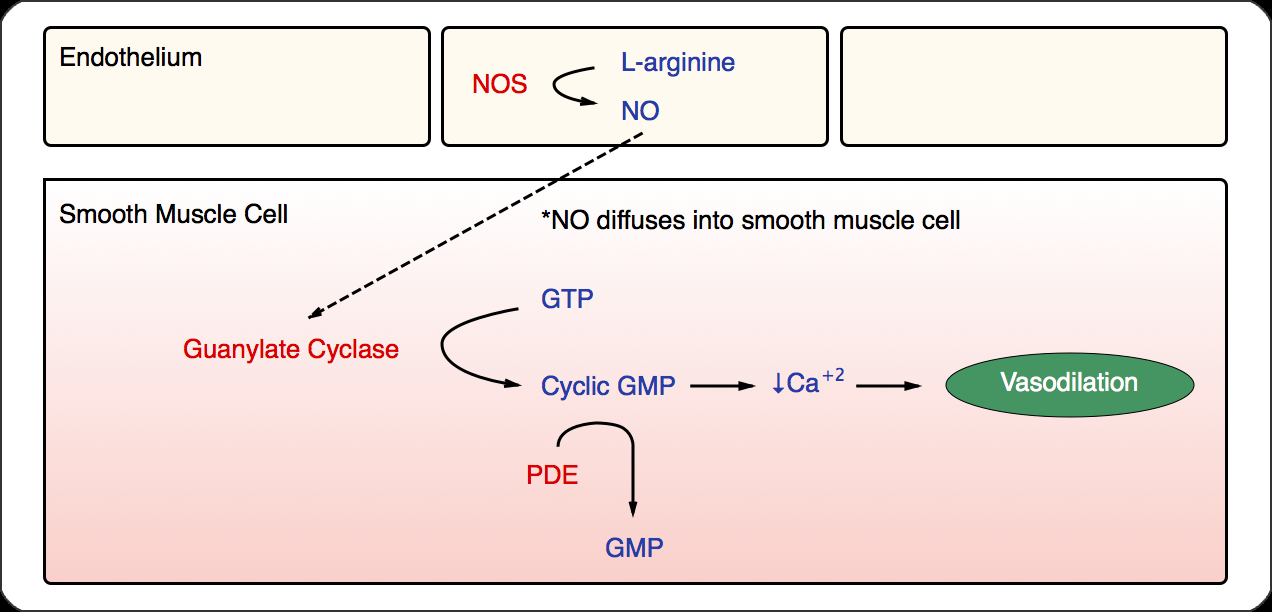 Endothelium
NOS
L-arginine
NO
Smooth Muscle Cell
*NO diffuses into smooth muscle cell
GTP
Guanylate Cyclase
Cyclic GMP
↓Ca⁺²
Vasodilation
PDE
GMP